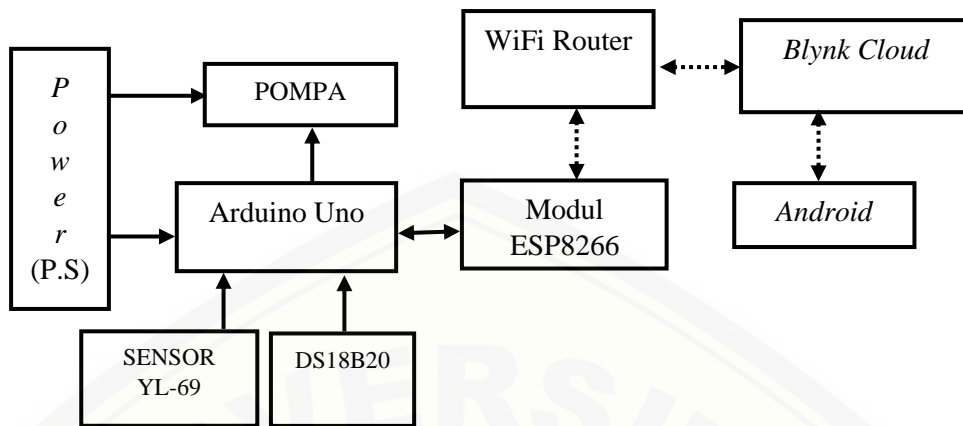 P
o
w
e
r
(P.S)
POMPA
WiFi Router
Blynk Cloud
Arduino Uno
Modul
ESP8266
Android
SENSOR
YL-69
DS18B20